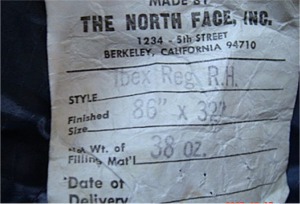 MADE BY
THE NORTH FACE, INC.
1234 - 5th STREET
BERKELEY, CALIFORNIA 94710
Ibex Reg. R.H.
STYLE
Finished 86" x 32"
Size
Net Wt. of 38 oz.
Filling Mat'l
Date of
Delivery